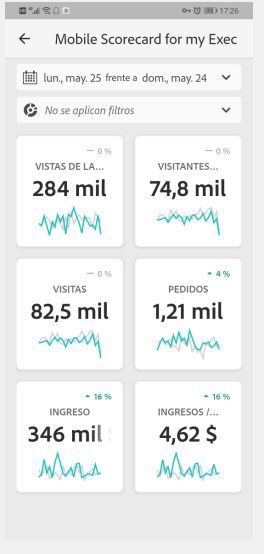 17:26
Mobile Scorecard for my Exec
lun., may. 25 frente a dom., may. 24
No se aplican filtros
— 0 %
VISTAS DE LA...
284 mil
— 0 %
VISITANTES...
74,8 mil
— 0 %
VISITAS
82,5 mil
4 %
PEDIDOS
1,21 mil
16 %
INGRESO
346 mil
16 %
INGRESOS /...
4,62 $